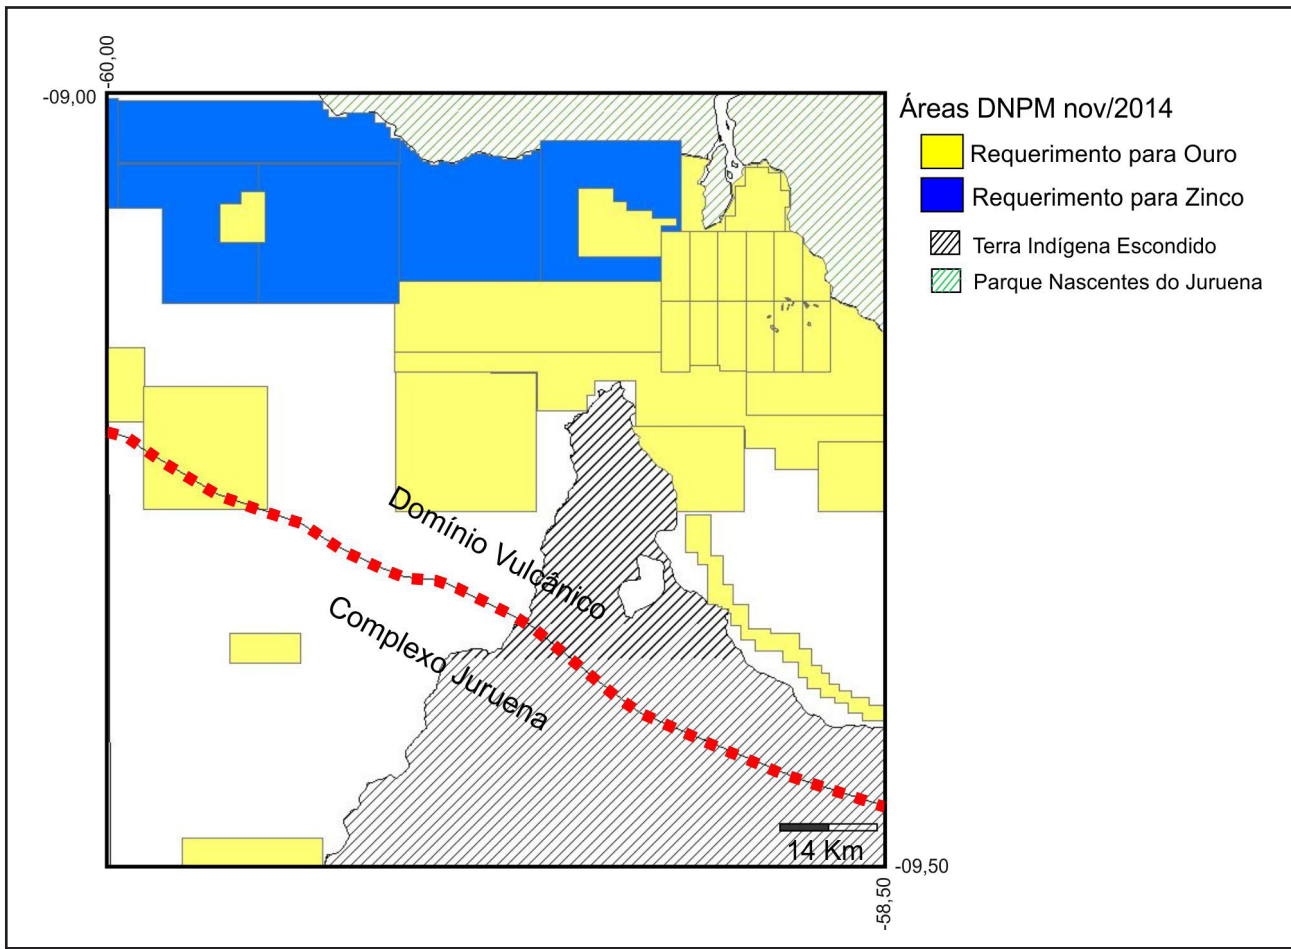 -60,00
-09,00
Áreas DNPM nov/2014
Requerimento para Ouro
Requerimento para Zinco
Terra Indígena Escondido
Parque Nascentes do Juruena
Domínio Vulcânico
Complexo Juruena
14 Km
-09,50
-58,50